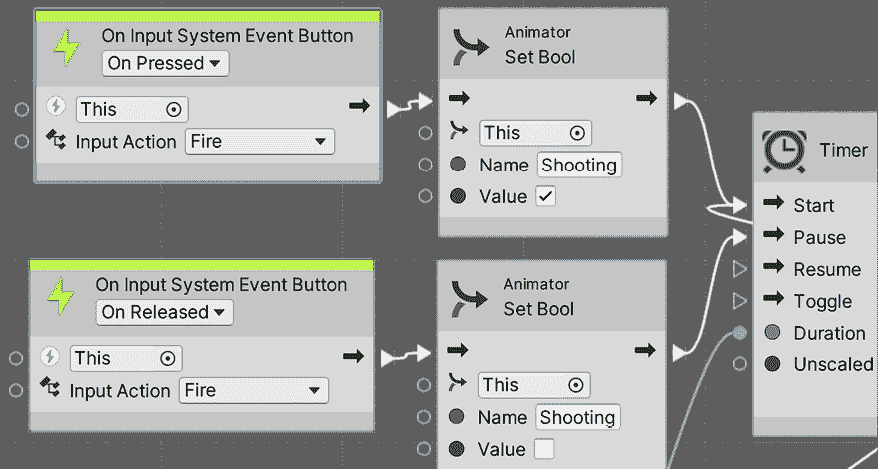 On Input System Event Button
On Pressed
This
Input Action Fire
Animator
Set Bool
This
Name Shooting
Value
Timer
Start
Pause
Resume
Toggle
Duration
Unscaled
On Input System Event Button
On Released
This
Input Action Fire
Animator
Set Bool
This
Name Shooting
Value